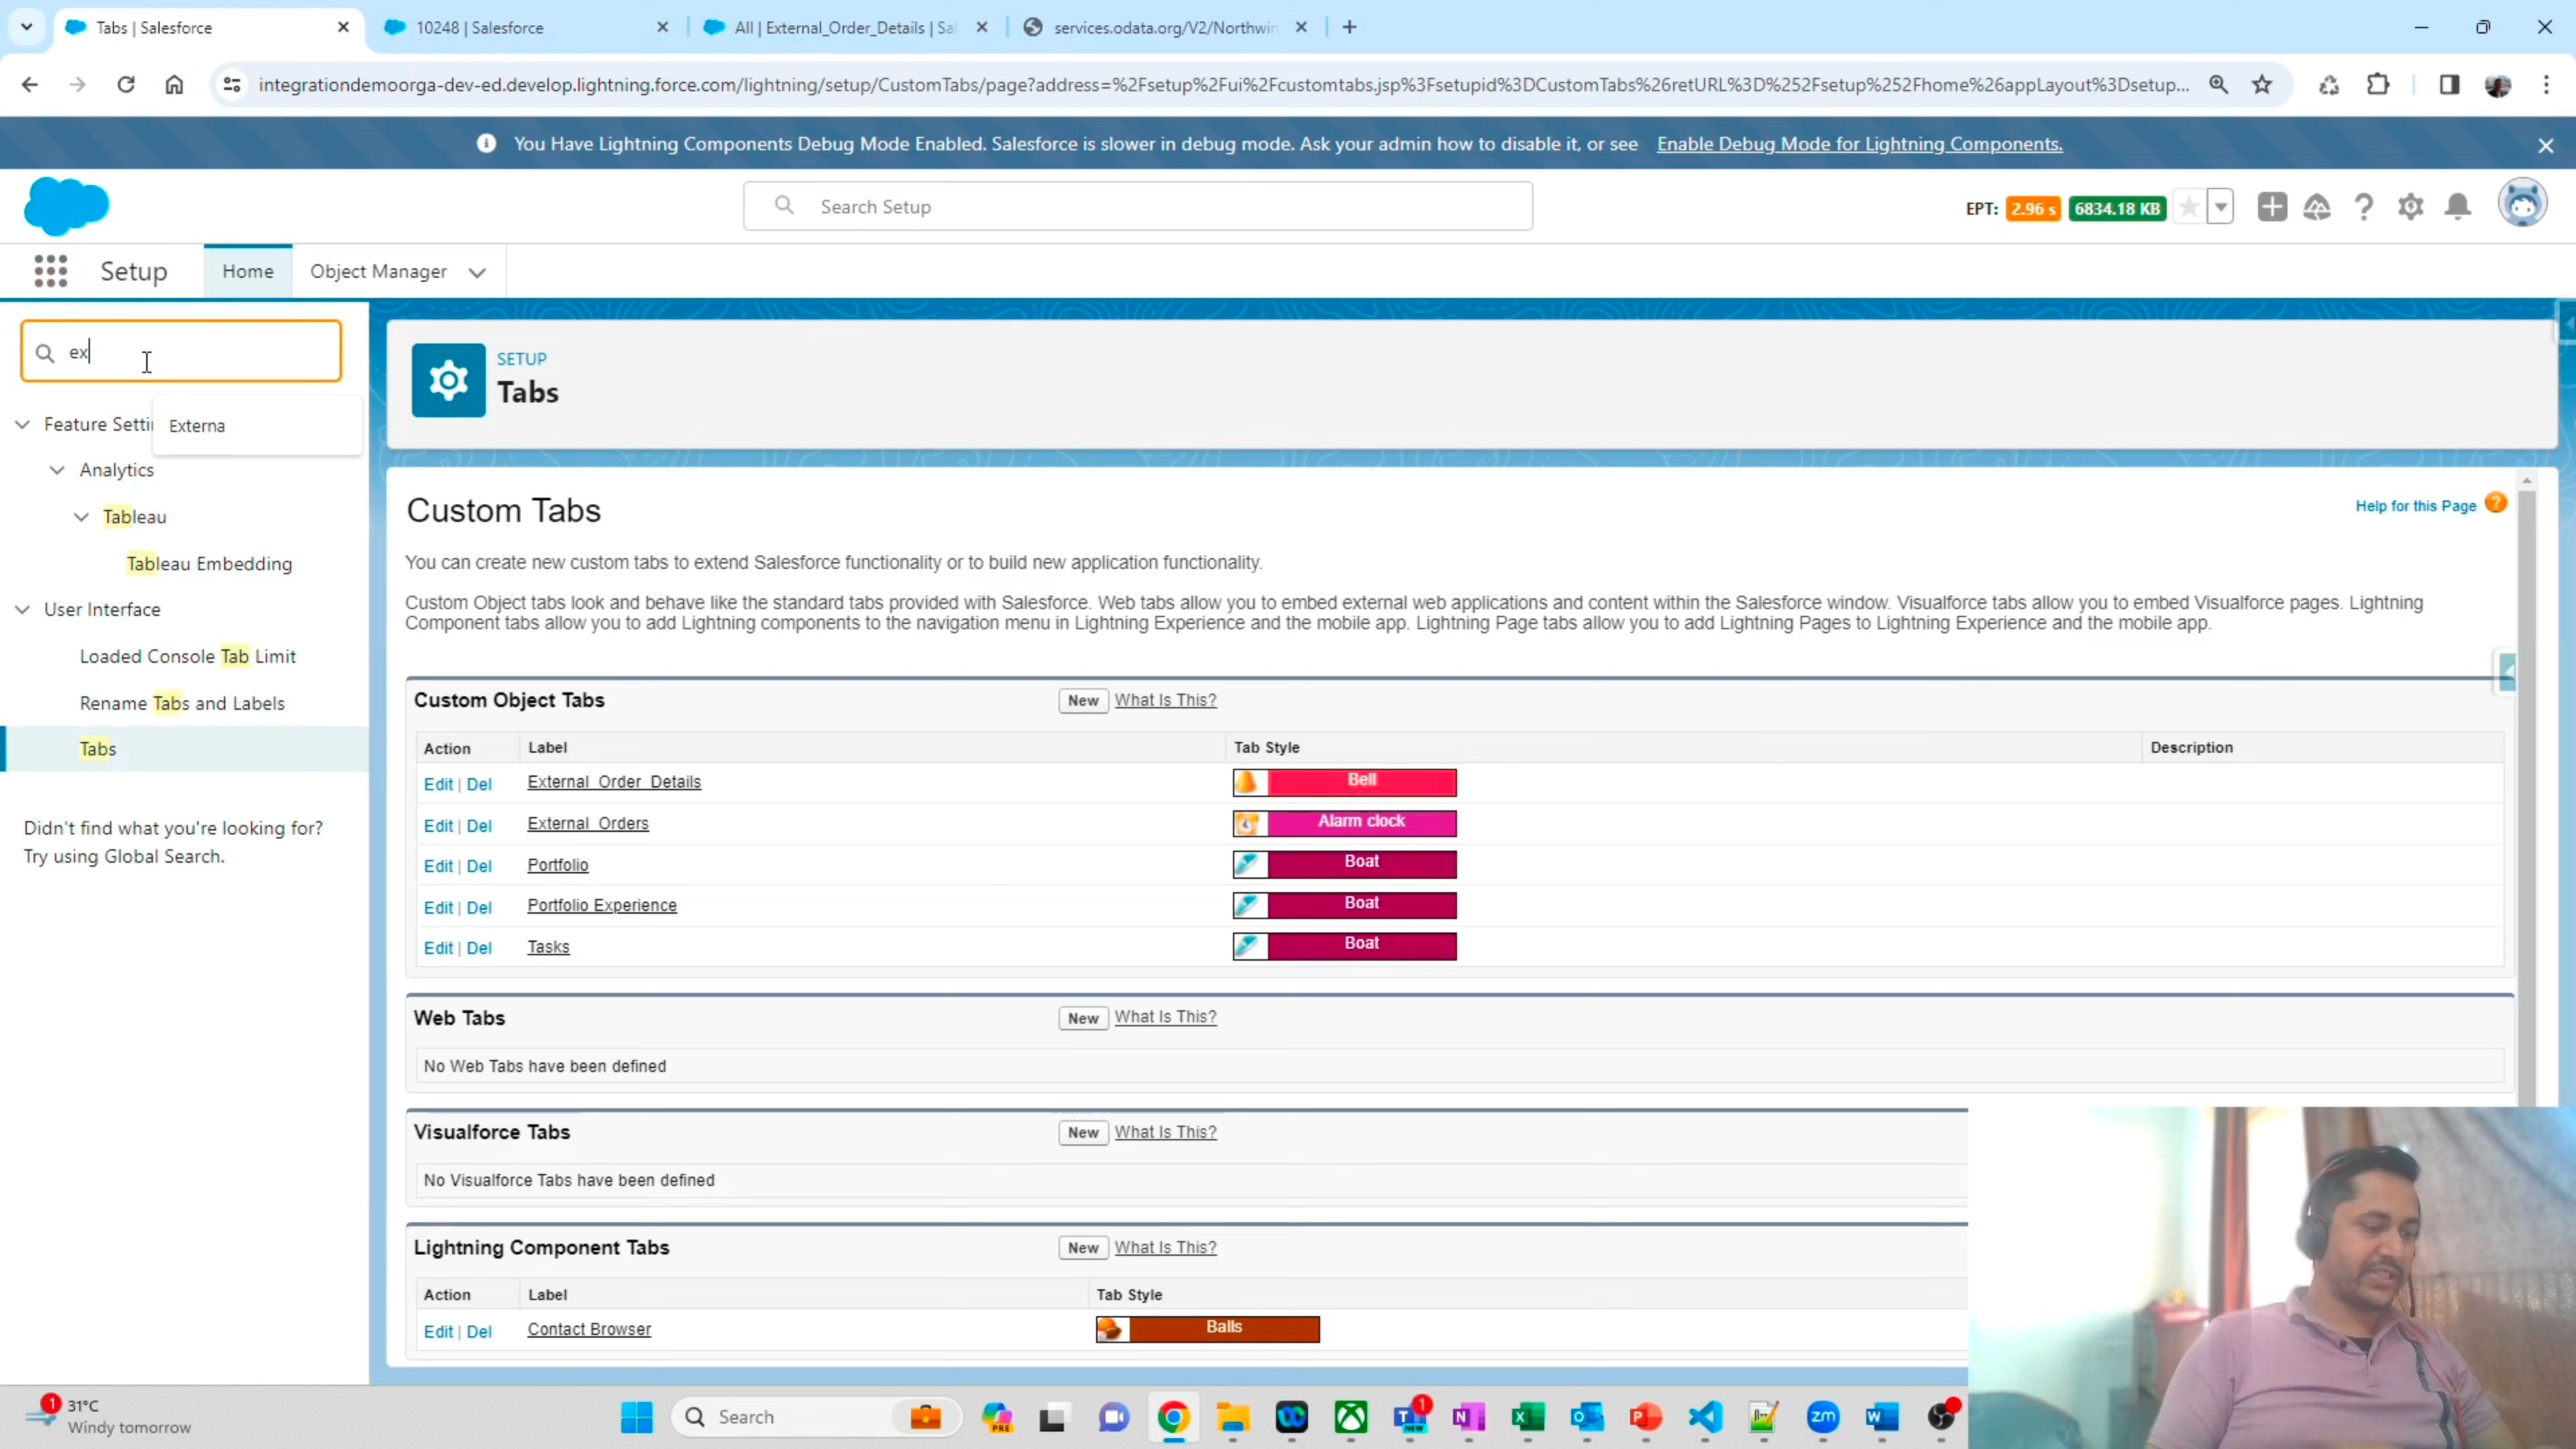 Tabs | Salesforce
10248 | Salesforce
All | External_Order_Details | Sal
services.odata.org/V2/Northwin
integrationdemoorga-dev-ed.develop.lightning.force.com/lightning/setup/CustomTabs/page?address=%2Fsetup%2Fui%2Fcustomtabs.jsp%3Fsetupid%3DCustomTabs%26retURL%3D%252Fsetup%252Fhome%26appLayout%3Dsetup...
You Have Lightning Components Debug Mode Enabled. Salesforce is slower in debug mode. Ask your admin how to disable it, or see Enable Debug Mode for Lightning Components.
Search Setup
EPT: 2.96 s 6834.18 KB
Setup
Home
Object Manager
ex
Externa
Feature Setti
Analytics
Tableau
Tableau Embedding
User Interface
Loaded Console Tab Limit
Rename Tabs and Labels
Tabs
Didn't find what you're looking for?
Try using Global Search.
SETUP
Tabs
Custom Tabs
Help for this Page
You can create new custom tabs to extend Salesforce functionality or to build new application functionality.
Custom Object tabs look and behave like the standard tabs provided with Salesforce. Web tabs allow you to embed external web applications and content within the Salesforce window. Visualforce tabs allow you to embed Visualforce pages. Lightning
Component tabs allow you to add Lightning components to the navigation menu in Lightning Experience and the mobile app. Lightning Page tabs allow you to add Lightning Pages to Lightning Experience and the mobile app.
Custom Object Tabs New What Is This?
Action Label Tab Style Description
Edit | Del External_Order_Details Bell
Edit | Del External_Orders Alarm clock
Edit | Del Portfolio Boat
Edit | Del Portfolio Experience Boat
Edit | Del Tasks Boat
Web Tabs New What Is This?
No Web Tabs have been defined
Visualforce Tabs New What Is This?
No Visualforce Tabs have been defined
Lightning Component Tabs New What Is This?
Action Label Tab Style
Edit | Del Contact Browser Balls
1
31°C
Windy tomorrow
Search
PRE
1
NEW
zm